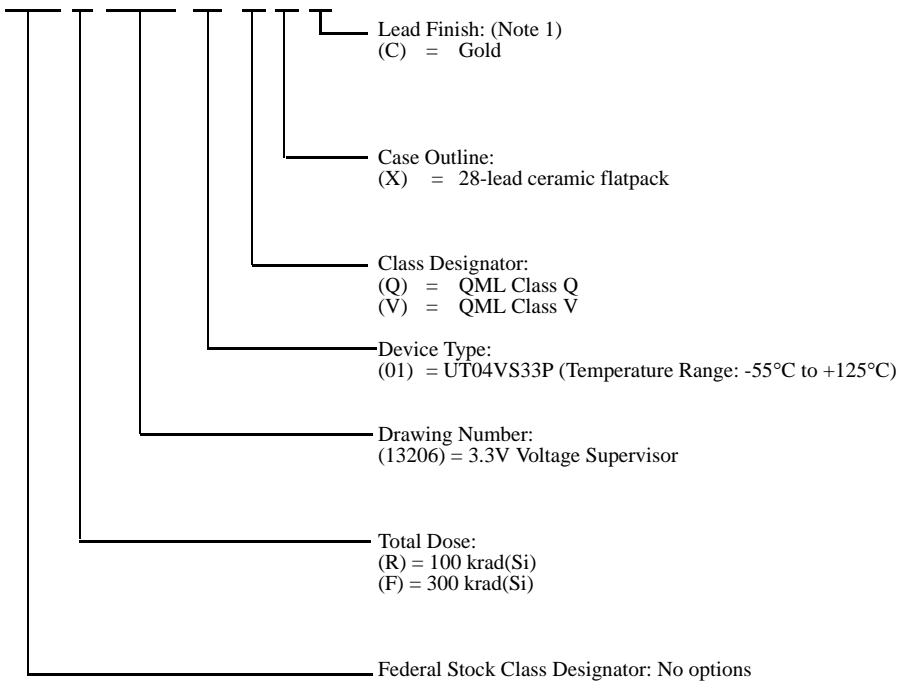 Lead Finish: (Note 1)
(C) = Gold
Case Outline:
(X) = 28-lead ceramic flatpack
Class Designator:
(Q) = QML Class Q
(V) = QML Class V
Device Type:
(01) = UT04VS33P (Temperature Range: -55°C to +125°C)
Drawing Number:
(13206) = 3.3V Voltage Supervisor
Total Dose:
(R) = 100 krad(Si)
(F) = 300 krad(Si)
Federal Stock Class Designator: No options